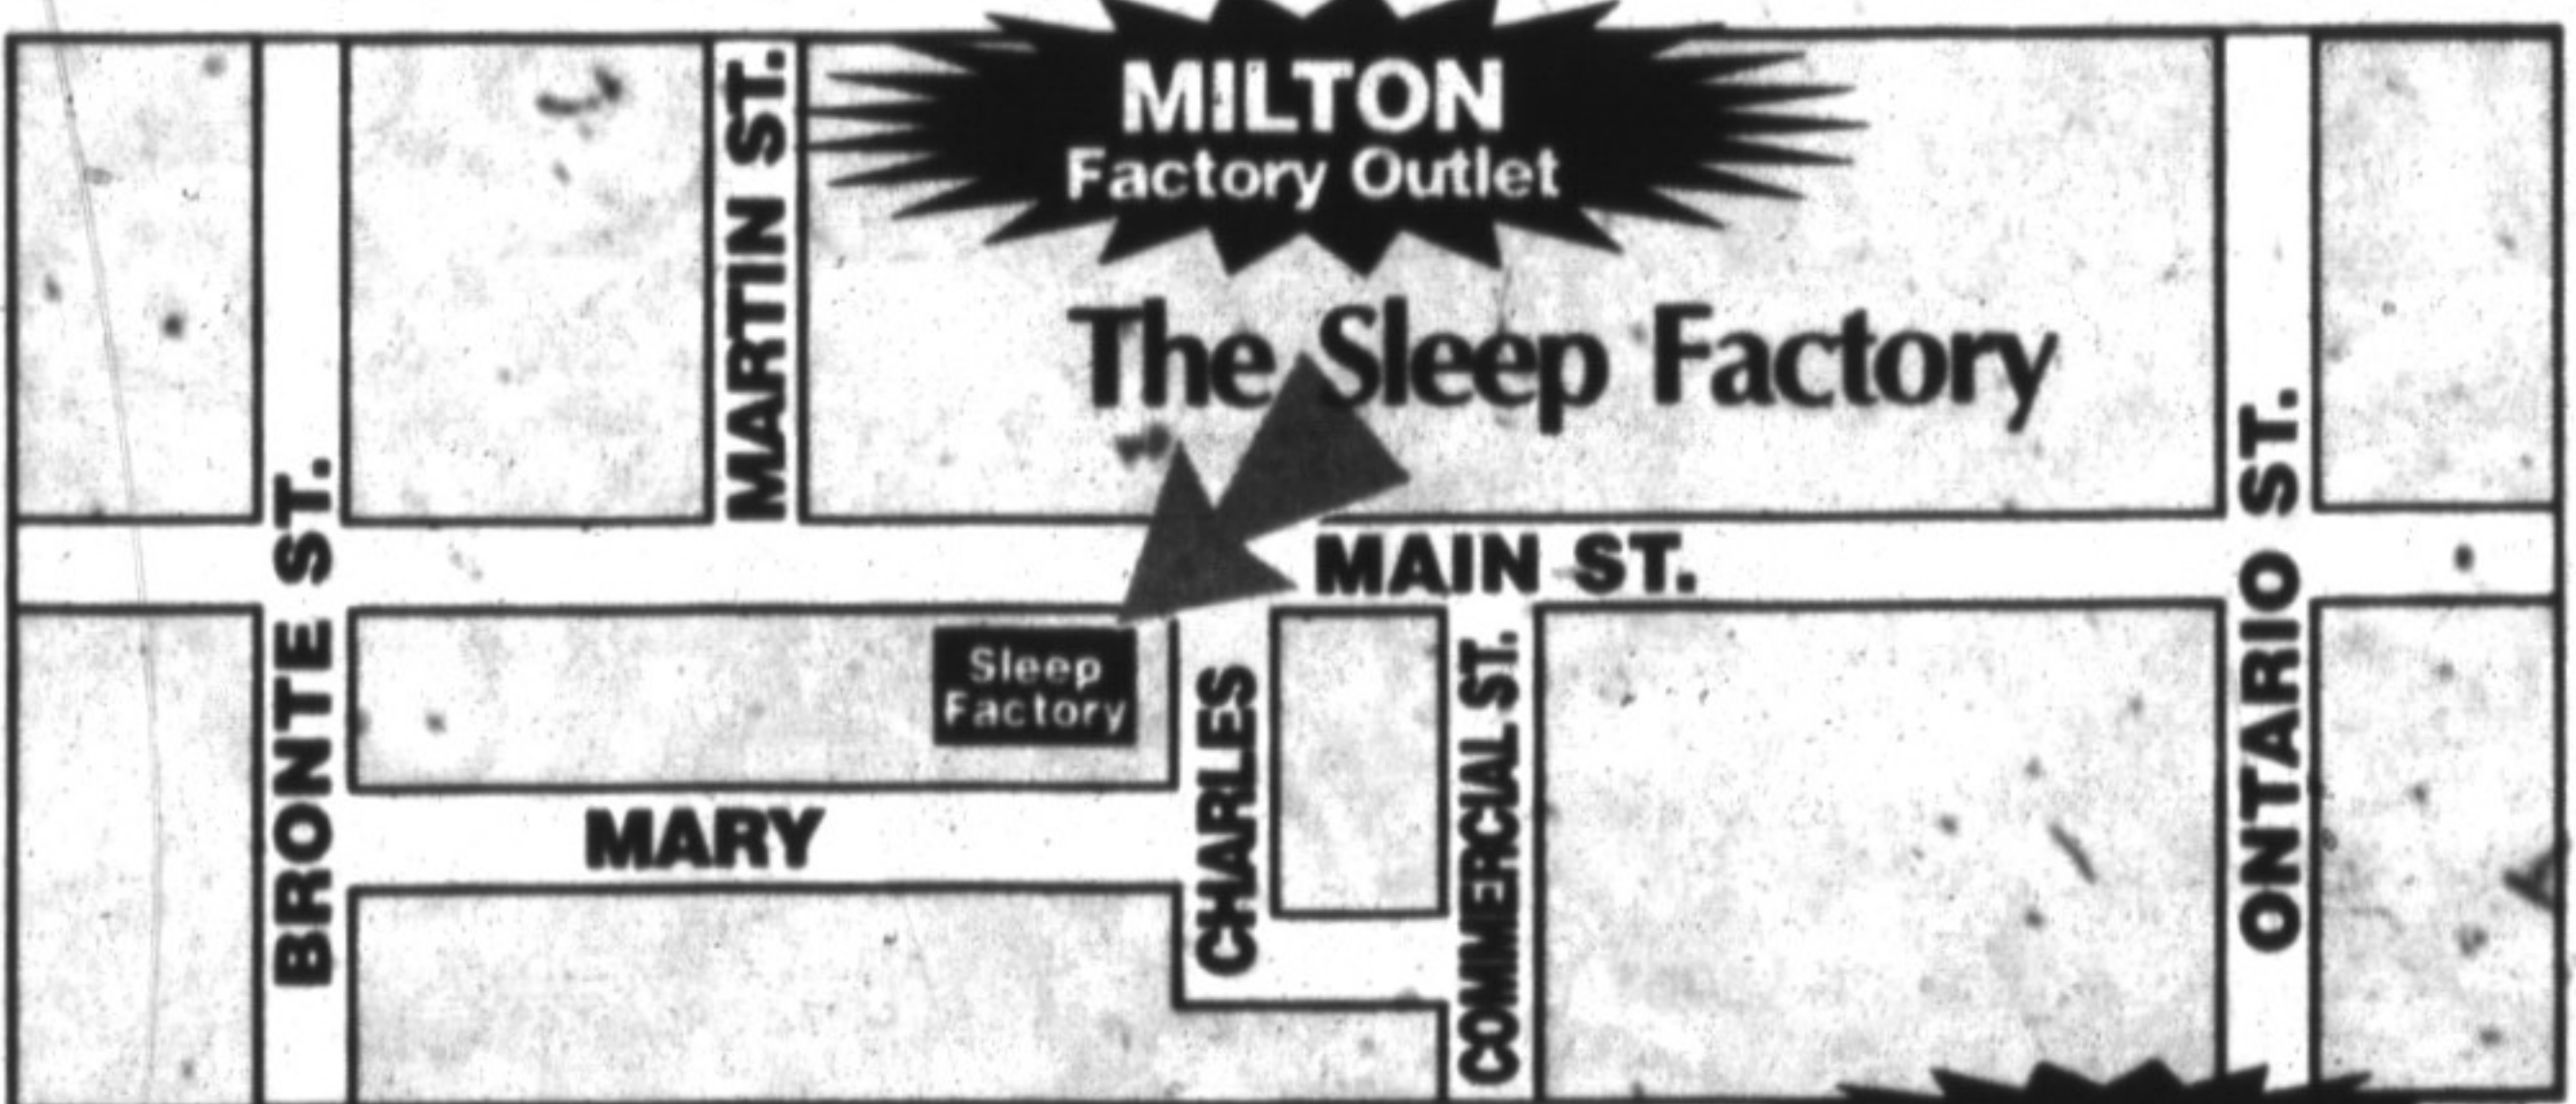 MILTON
Factory Outlet
The Sleep Factory
MARTIN ST.
BRONTE ST.
MAIN ST.
ONTARIO ST.
Sleep
Factory
CHARLES
COMMERCIAL ST.
MARY